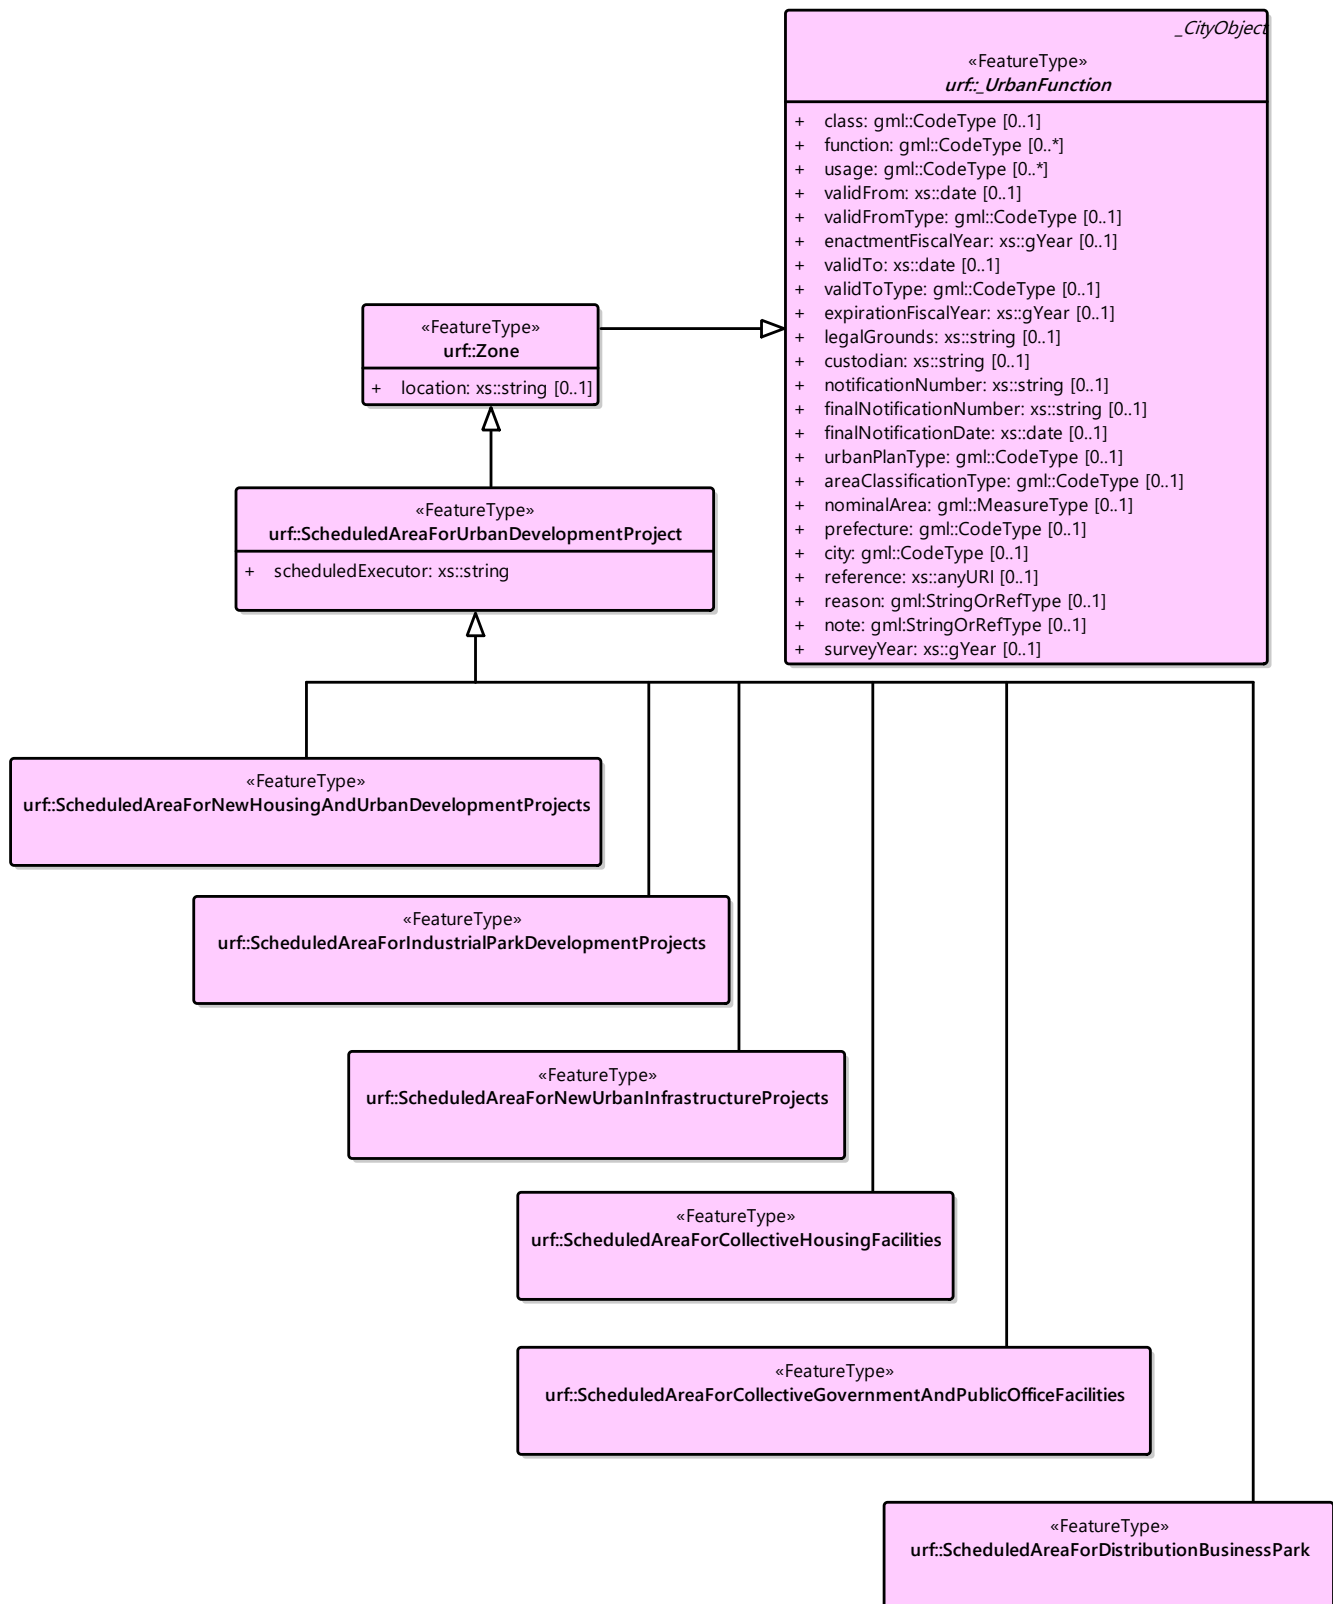 _CityObject
«FeatureType»
urf::_UrbanFunction
+ class: gml::CodeType [0..1]
+ function: gml::CodeType [0..*]
+ usage: gml::CodeType [0..*]
+ validFrom: xs::date [0..1]
+ validFromType: gml::CodeType [0..1]
+ enactmentFiscalYear: xs::gYear [0..1]
+ validTo: xs::date [0..1]
+ validToType: gml::CodeType [0..1]
+ expirationFiscalYear: xs::gYear [0..1]
+ legalGrounds: xs::string [0..1]
+ custodian: xs::string [0..1]
+ notificationNumber: xs::string [0..1]
+ finalNotificationNumber: xs::string [0..1]
+ finalNotificationDate: xs::date [0..1]
+ urbanPlanType: gml::CodeType [0..1]
+ areaClassificationType: gml::CodeType [0..1]
+ nominalArea: gml::MeasureType [0..1]
+ prefecture: gml::CodeType [0..1]
+ city: gml::CodeType [0..1]
+ reference: xs::anyURI [0..1]
+ reason: gml:StringOrRefType [0..1]
+ note: gml:StringOrRefType [0..1]
+ surveyYear: xs::gYear [0..1]
«FeatureType»
urf::Zone
+ location: xs::string [0..1]
«FeatureType»
urf::ScheduledAreaForUrbanDevelopmentProject
+ scheduledExecutor: xs::string
«FeatureType»
urf::ScheduledAreaForNewHousingAndUrbanDevelopmentProjects
«FeatureType»
urf::ScheduledAreaForIndustrialParkDevelopmentProjects
«FeatureType»
urf::ScheduledAreaForNewUrbanInfrastructureProjects
«FeatureType»
urf::ScheduledAreaForCollectiveHousingFacilities
«FeatureType»
urf::ScheduledAreaForCollectiveGovernmentAndPublicOfficeFacilities
«FeatureType»
urf::ScheduledAreaForDistributionBusinessPark